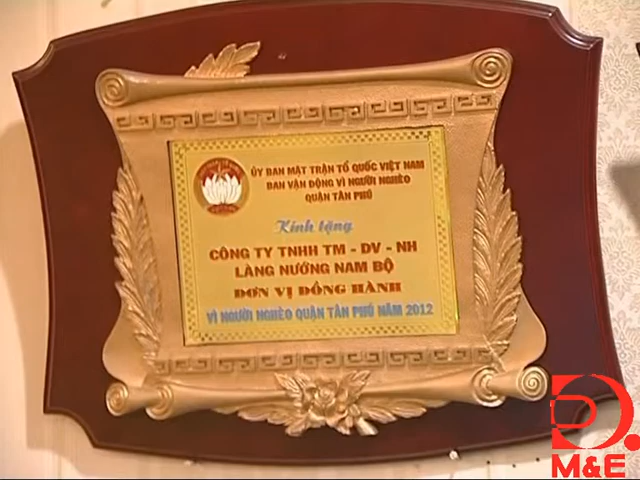 ỦY BAN MẶT TRẬN TỔ QUỐC VIỆT NAM
BAN VẬN ĐỘNG VÌ NGƯỜI NGHÈO
QUẬN TÂN PHÚ
Kính tặng
CÔNG TY TNHH TM - DV - NH
LÀNG NƯỚNG NAM BỘ
ĐƠN VỊ ĐỒNG HÀNH
VÌ NGƯỜI NGHÈO QUẬN TÂN PHÚ NĂM 2012
M&E